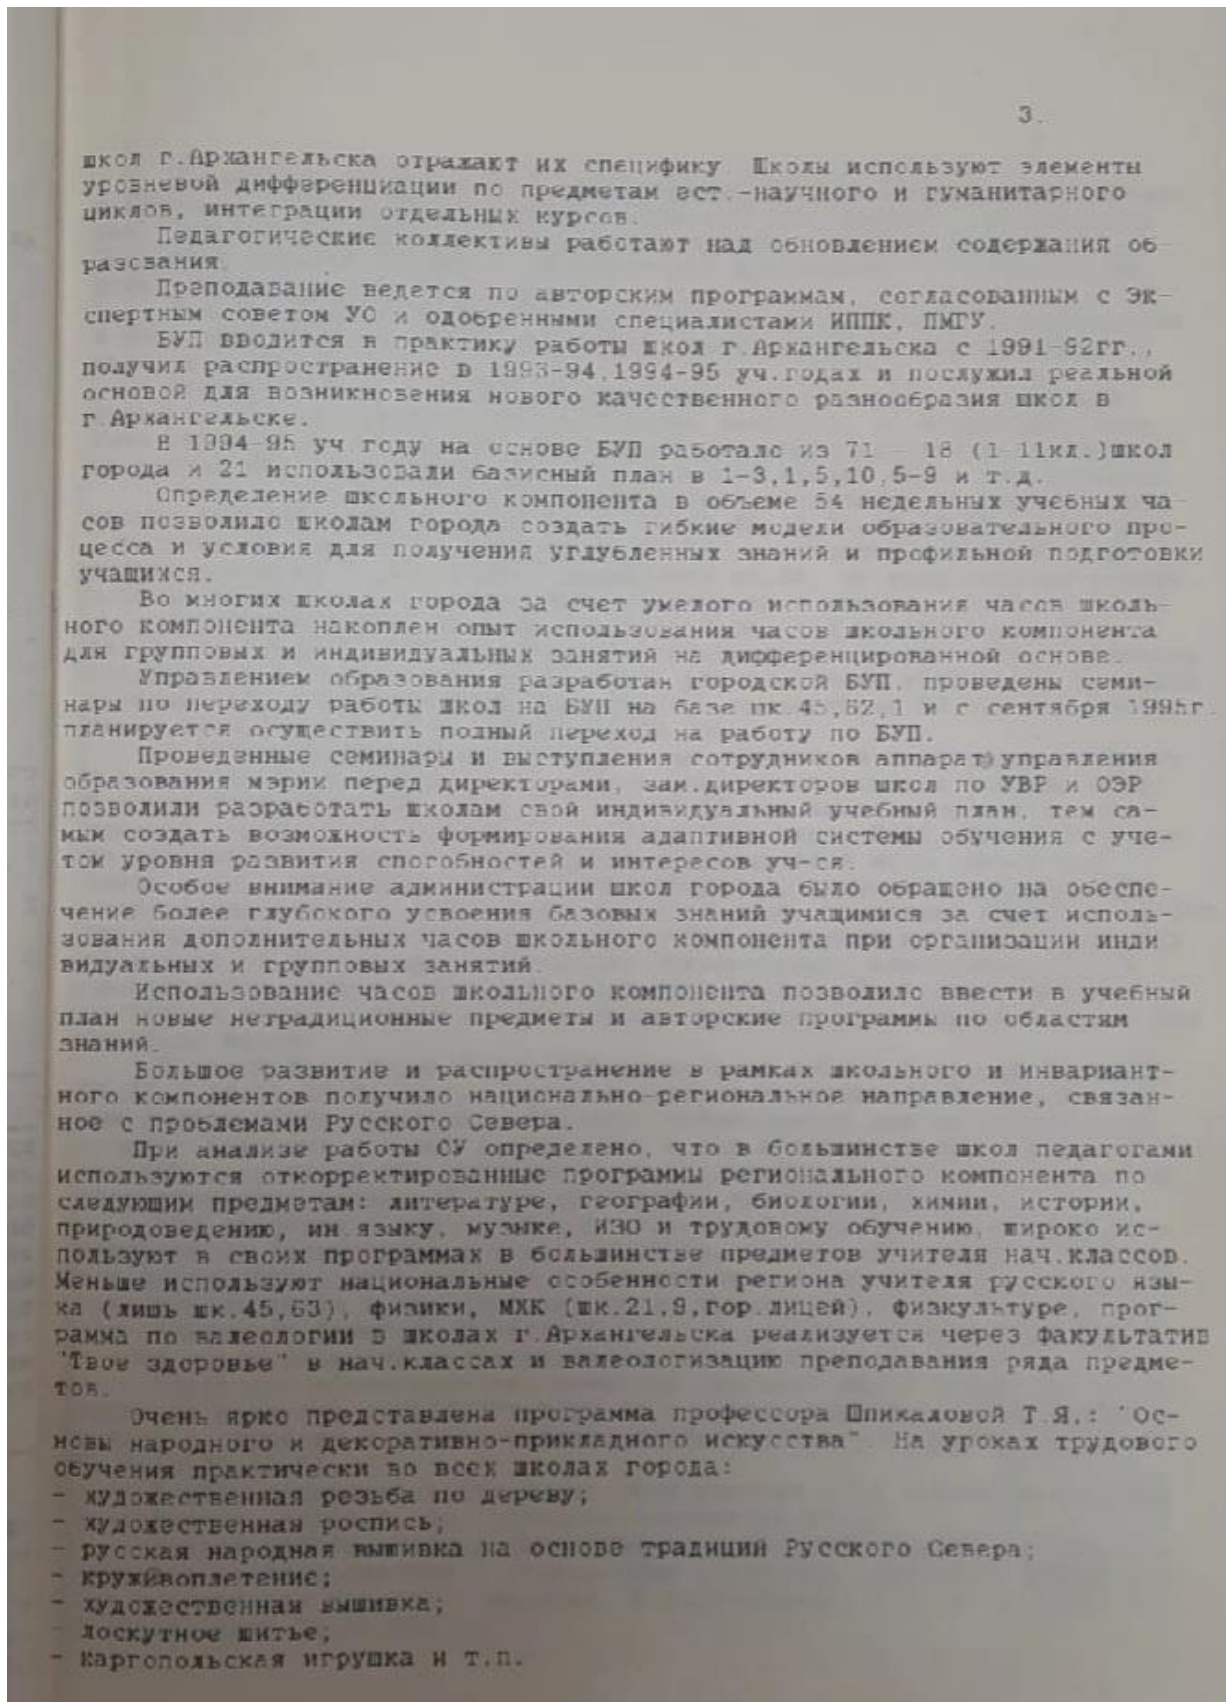 3.
школ г.Архангельска отражают их специфику. Школы используют элементы
уровневой дифференциации по предметам ест.-научного и гуманитарного
циклов, интеграции отдельных курсов.
Педагогические коллективы работают над обновлением содержания об-
разования.
Преподавание ведется по авторским программам, согласованным с Эк-
спертным советом УО и одобренными специалистами ИППК, ПМГУ.
БУП вводится в практику работы школ г.Архангельска с 1991-92гг.,
получил распространение в 1993-94,1994-95 уч.годах и послужил реальной
основой для возникновения нового качественного разнообразия школ в
г.Архангельске.
В 1994-95 уч.году на основе БУП работало из 71 - 18 (1-11кл.)школ
города и 21 использовали базисный план в 1-3,1,5,10,5-9 и т.д.
Определение школьного компонента в объеме 54 недельных учебных ча-
сов позволило школам города создать гибкие модели образовательного про-
цесса и условия для получения углубленных знаний и профильной подготовки
учащихся.
Во многих школах города за счет умелого использования часов школь-
ного компонента накоплен опыт использования часов школьного компонента
для групповых и индивидуальных занятий на дифференцированной основе.
Управлением образования разработан городской БУП, проведены семи-
нары по переходу работы школ на БУП на базе шк.45,62,1 и с сентября 1995г.
планируется осуществить полный переход на работу по БУП.
Проведенные семинары и выступления сотрудников аппарата управления
образования мэрии перед директорами, зам.директоров школ по УВР и ОЭР
позволили разработать школам свой индивидуальный учебный план, тем са-
мым создать возможность формирования адаптивной системы обучения с уче-
том уровня развития способностей и интересов уч-ся.
Особое внимание администрации школ города было обращено на обеспе-
чение более глубокого усвоения базовых знаний учащимися за счет исполь-
зования дополнительных часов школьного компонента при организации инди
видуальных и групповых занятий.
Использование часов школьного компонента позволило ввести в учебный
план новые нетрадиционные предметы и авторские программы по областям
знаний.
Большое развитие и распространение в рамках школьного и инвариант-
ного компонентов получило национально-региональное направление, связан-
ное с проблемами Русского Севера.
При анализе работы ОУ определено, что в большинстве школ педагогами
используются откорректированные программы регионального компонента по
следующим предметам: литературе, географии, биологии, химии, истории,
природоведению, ин.языку, музыке, ИЗО и трудовому обучению, широко ис-
пользуют в своих программах в большинстве предметов учителя нач.классов.
Меньше используют национальные особенности региона учителя русского язы-
ка (лишь шк.45,63), физики, МХК (шк.21,9,гор.лицей), физкультуре, прог-
рамма по валеологии в школах г.Архангельска реализуется через факультатив
"Твое здоровье" в нач.классах и валеологизацию преподавания ряда предме-
тов.
Очень ярко представлена программа профессора Шпикаловой Т.Я.: "Ос-
новы народного и декоративно-прикладного искусства". На уроках трудового
обучения практически во всех школах города:
- художественная резьба по дереву;
- художественная роспись;
- русская народная вышивка на основе традиций Русского Севера;
- кружевоплетение;
- художественная вышивка;
- лоскутное шитье;
- каргопольская игрушка и т.п.